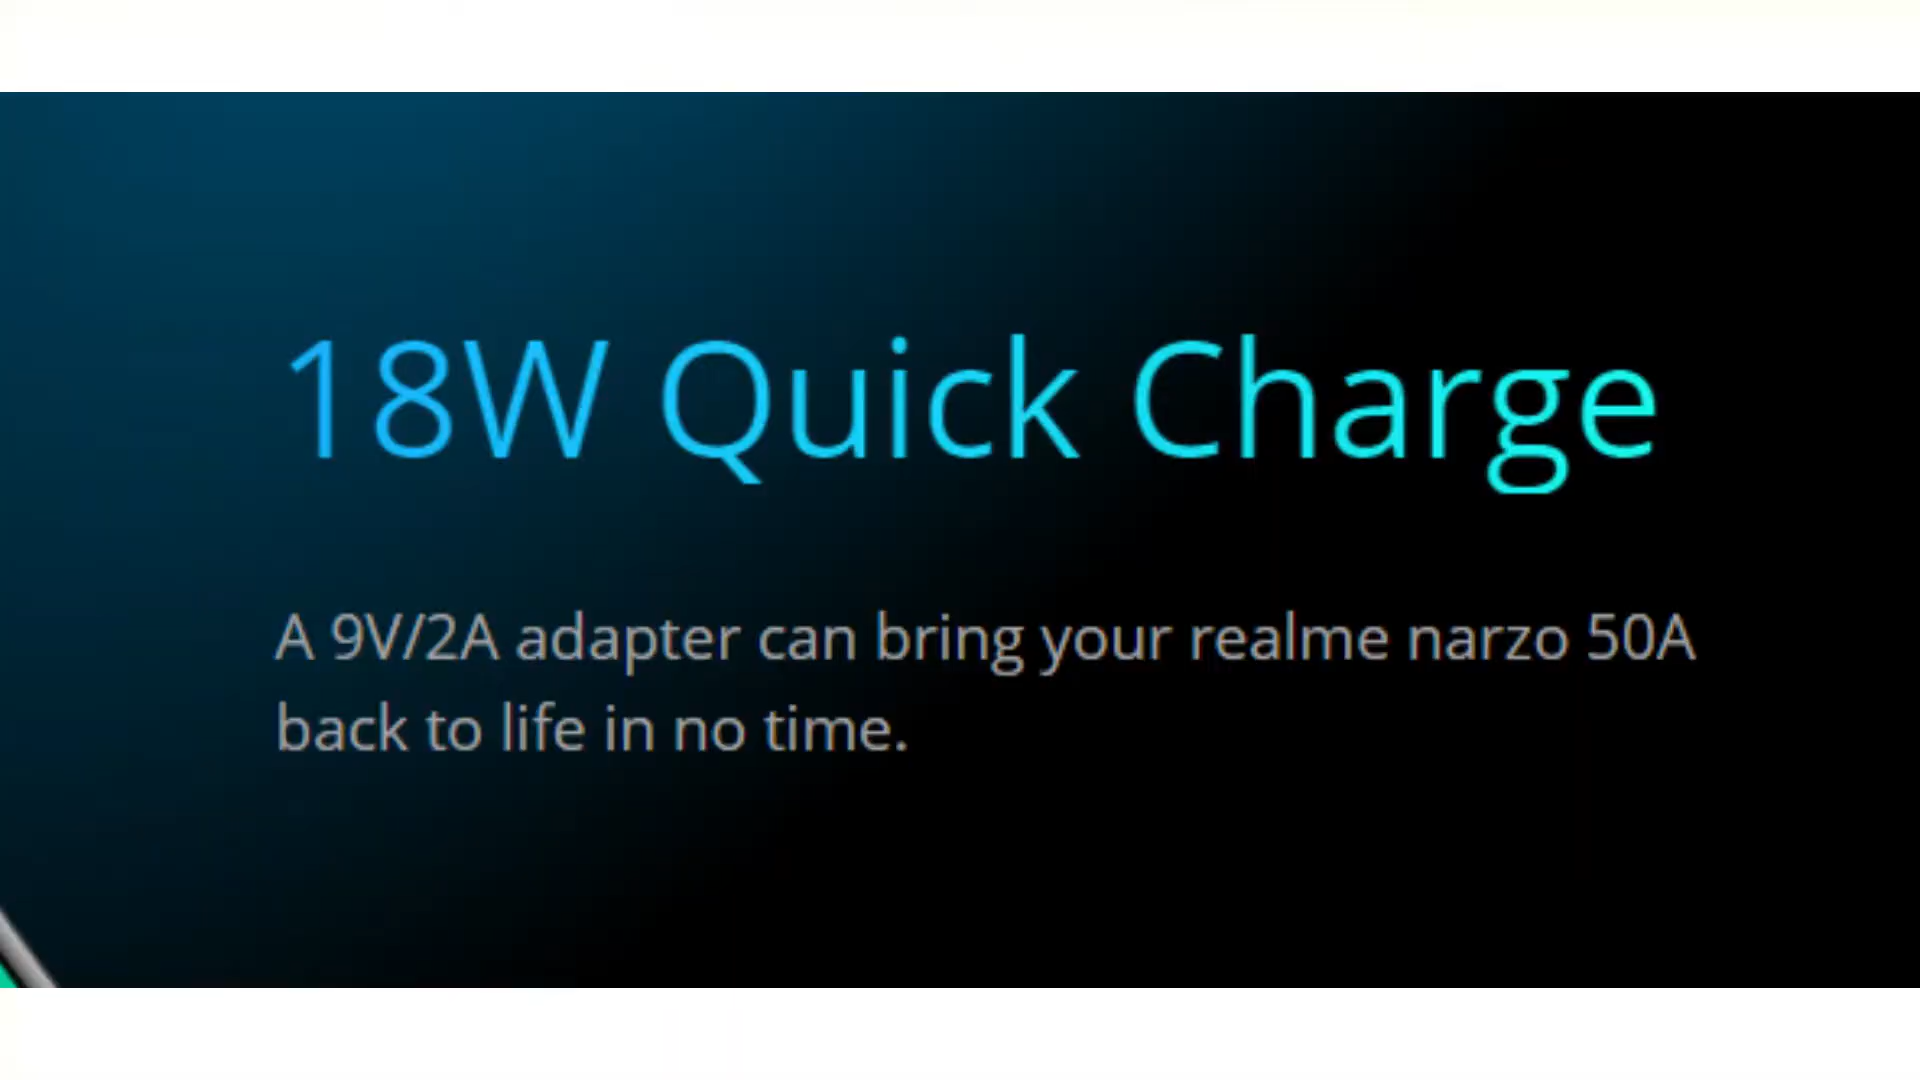 18W Quick Charge
A 9V/2A adapter can bring your realme narzo 50A
back to life in no time.